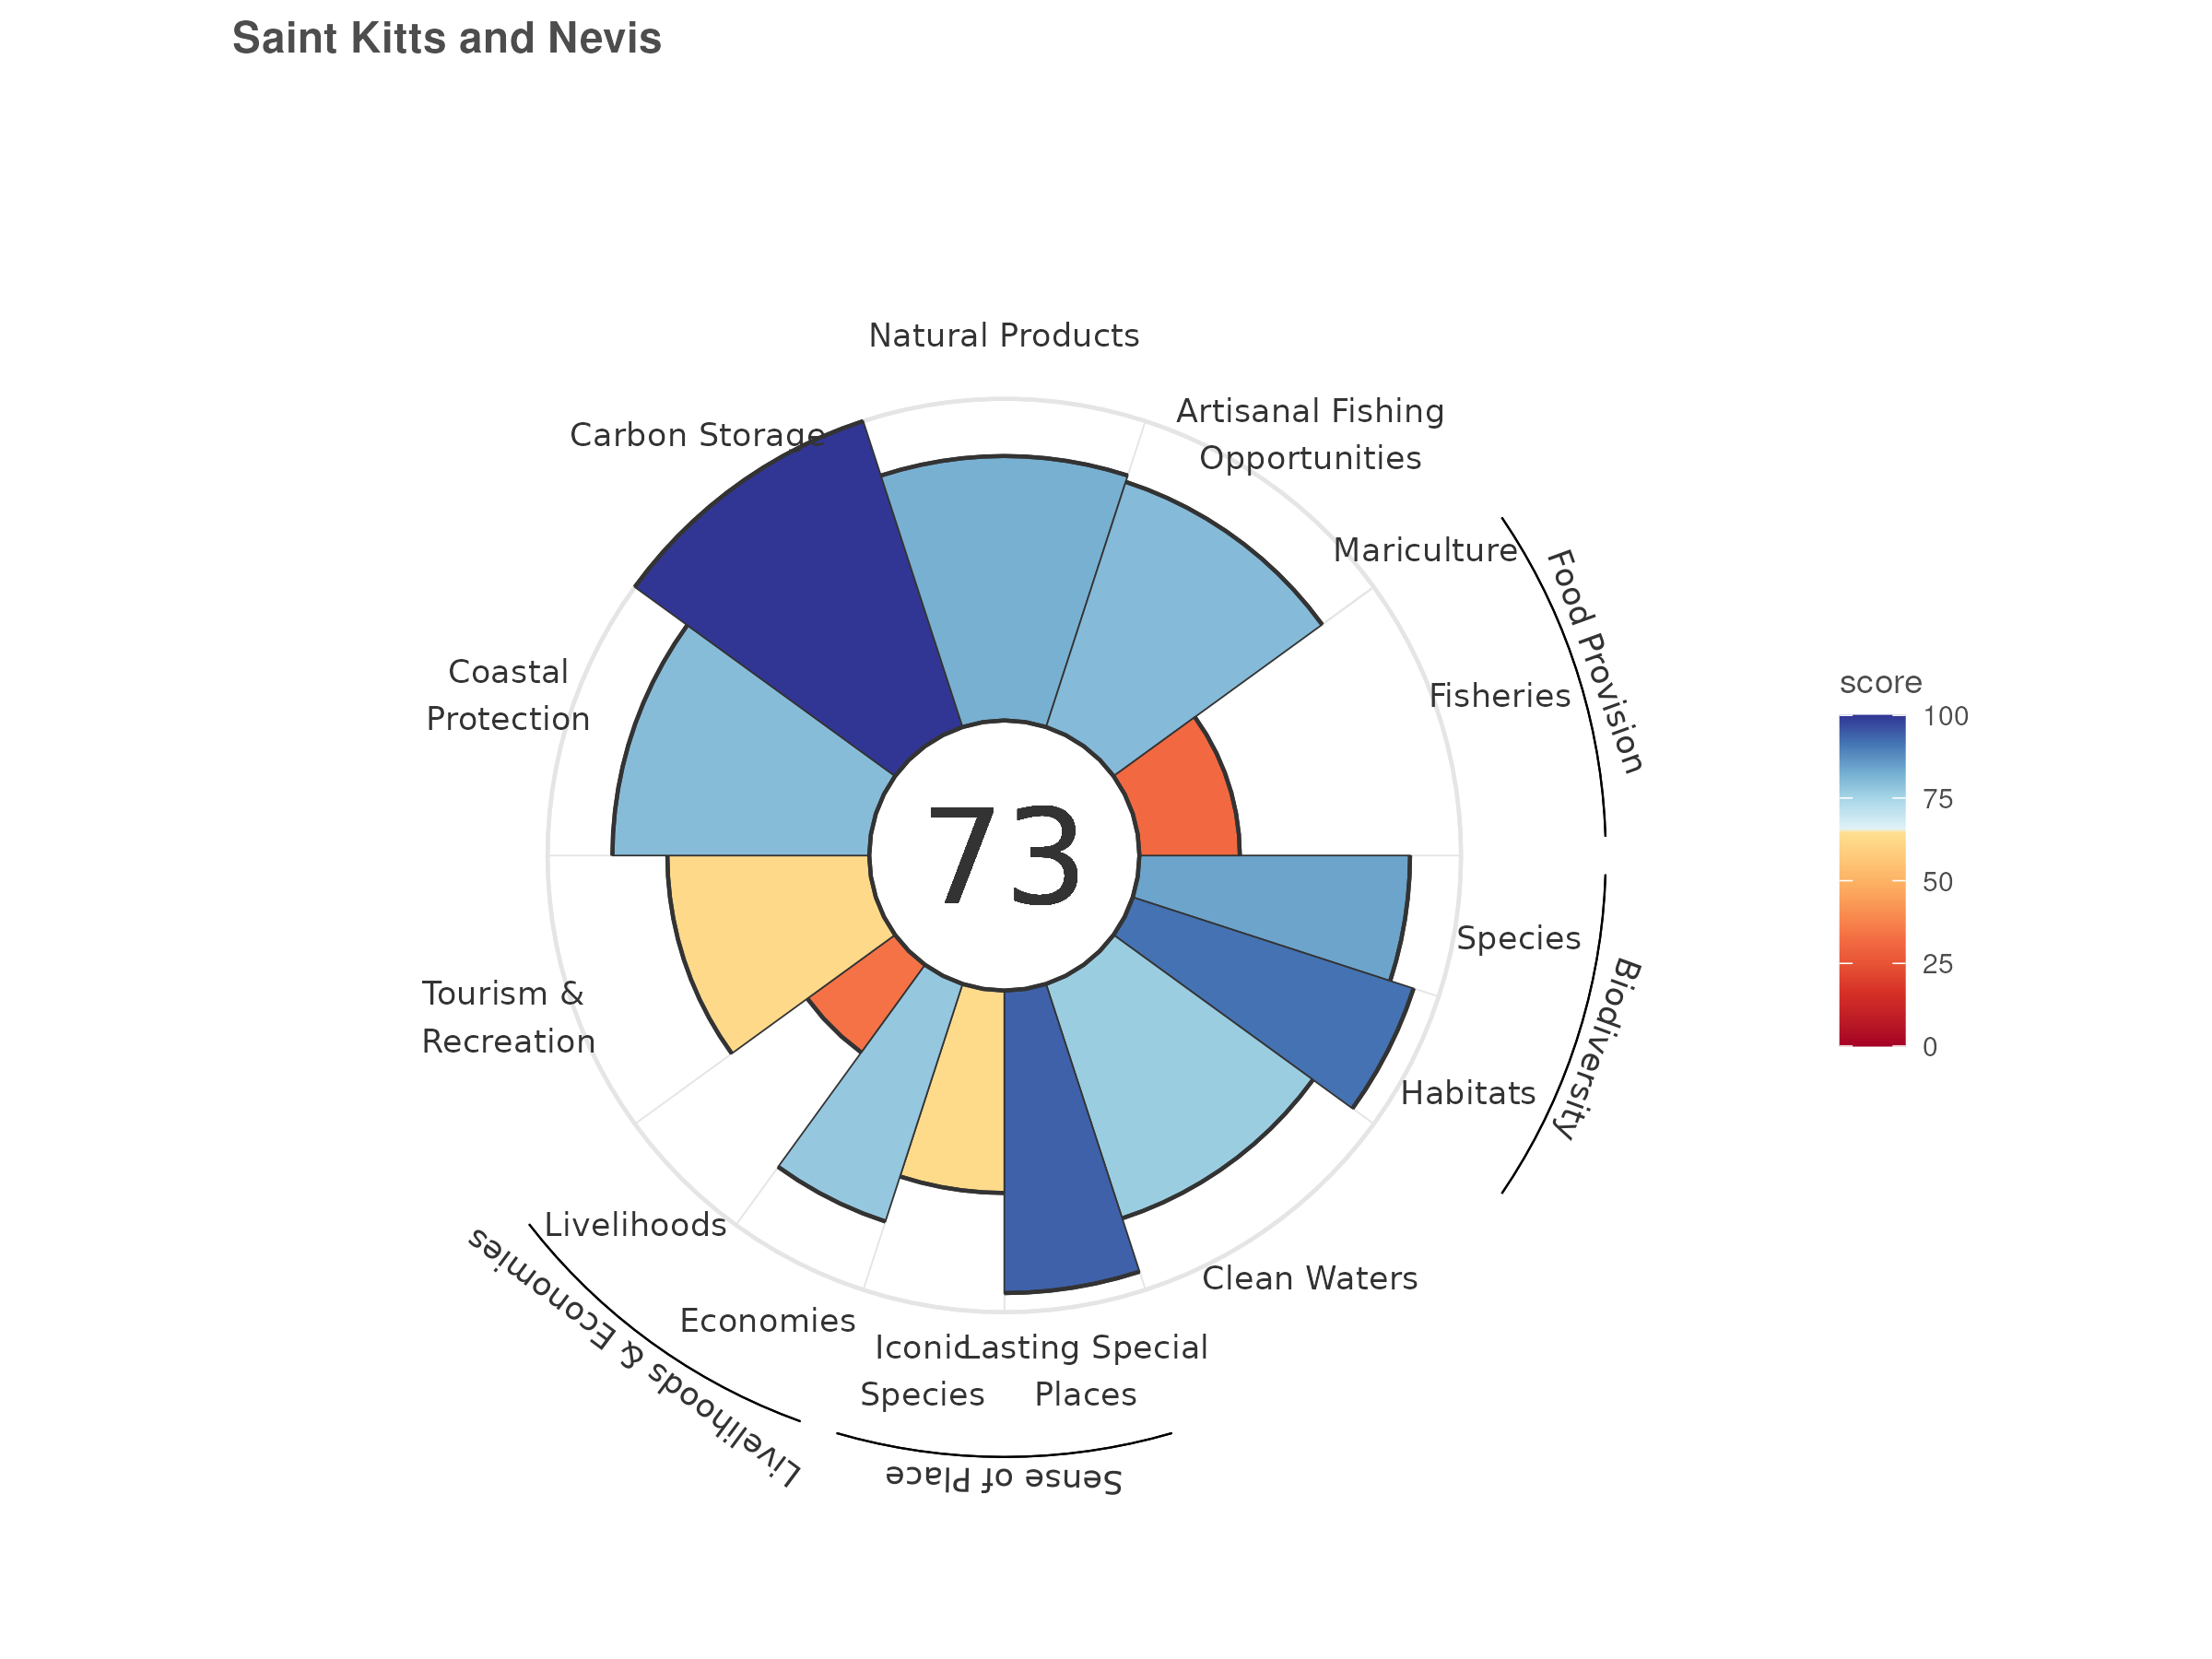 Saint Kitts and Nevis
Natural Products
Artisanal Fishing
Opportunities
Carbon Storage
Mariculture
Food Provision
Fisheries
Coastal
Protection
73
score
100
75
50
25
0
Species
Biodiversity
Tourism &
Recreation
Habitats
Livelihoods
Clean Waters
Economies
Livelihoods & Economies
Iconic
Species
Lasting Special
Places
Sense of Place